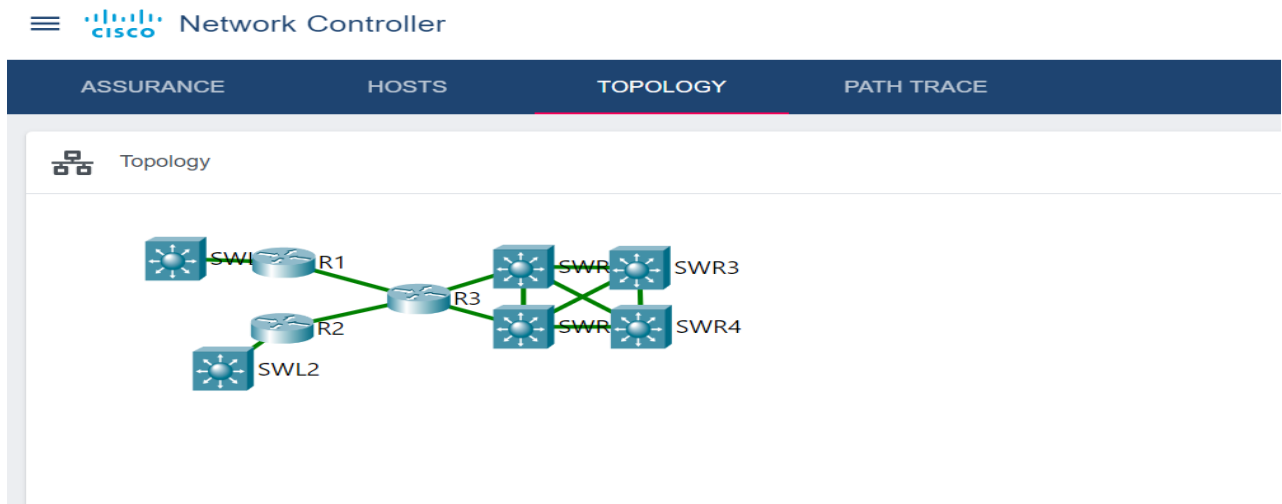 CISCO Network Controller
ASSURANCE HOSTS TOPOLOGY PATH TRACE
Topology
R1
SWR3
R3
R2
SWR4
SWL2